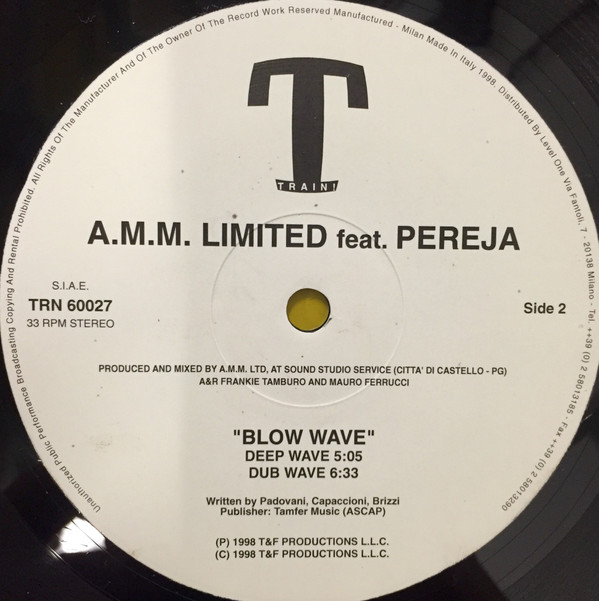 T
TRAIN!
A.M.M. LIMITED feat. PEREJA
S.I.A.E.
TRN 60027
33 RPM STEREO
Side 2
PRODUCED AND MIXED BY A.M.M. LTD, AT SOUND STUDIO SERVICE (CITTA' DI CASTELLO - PG)
A&R FRANKIE TAMBURO AND MAURO FERRUCCI
"BLOW WAVE"
DEEP WAVE 5:05
DUB WAVE 6:33
Written by Padovani, Capaccioni, Brizzi
Publisher: Tamfer Music (ASCAP)
(P) 1998 T&F PRODUCTIONS L.L.C.
(C) 1998 T&F PRODUCTIONS L.L.C.
Unauthorized Public Performance Broadcasting Copying And Rental Prohibited. All Rights Of The Manufacturer And Of The Owner Of The Record Work Reserved Manufactured - Milan Made In Italy 1998. Distributed By Level One Via Fantoli, 7 - 20138 Milano - Tel. ++39 (0) 2 58013185 - Fax ++39 (0) 2 58013290